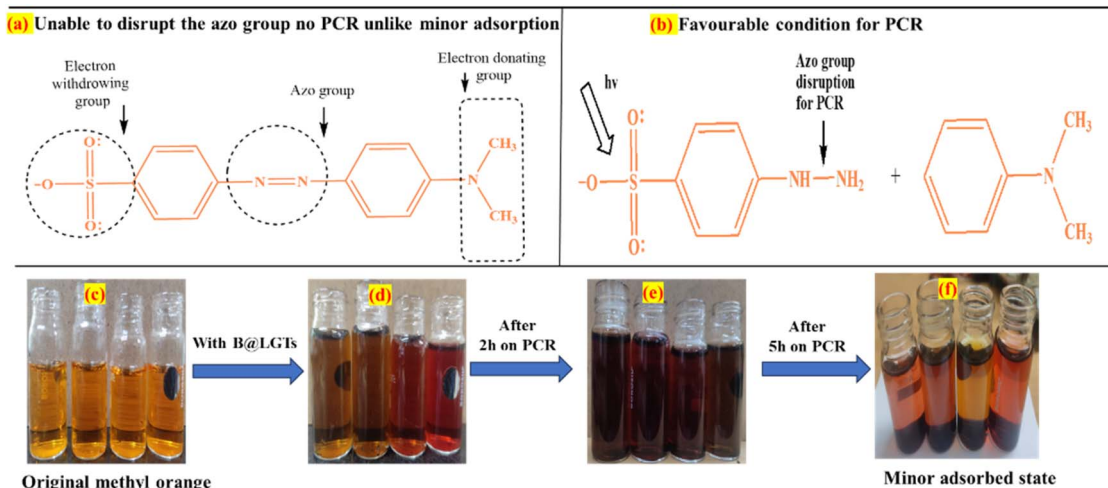 (a) Unable to disrupt the azo group no PCR unlike minor adsorption
Electron
withdrowing
group
Azo group
Electron donating
group
O:
-O
S
O:
N
N
N
CH₃
CH₃
(b) Favourable condition for PCR
hv
Azo group
disruption
for PCR
O:
-O
S
O:
NH
NH₂
+
N
CH₃
CH₃
(c)
With B@LGTs
(d)
After
2h on PCR
(e)
After
5h on PCR
(f)
Original methyl orange
Minor adsorbed state